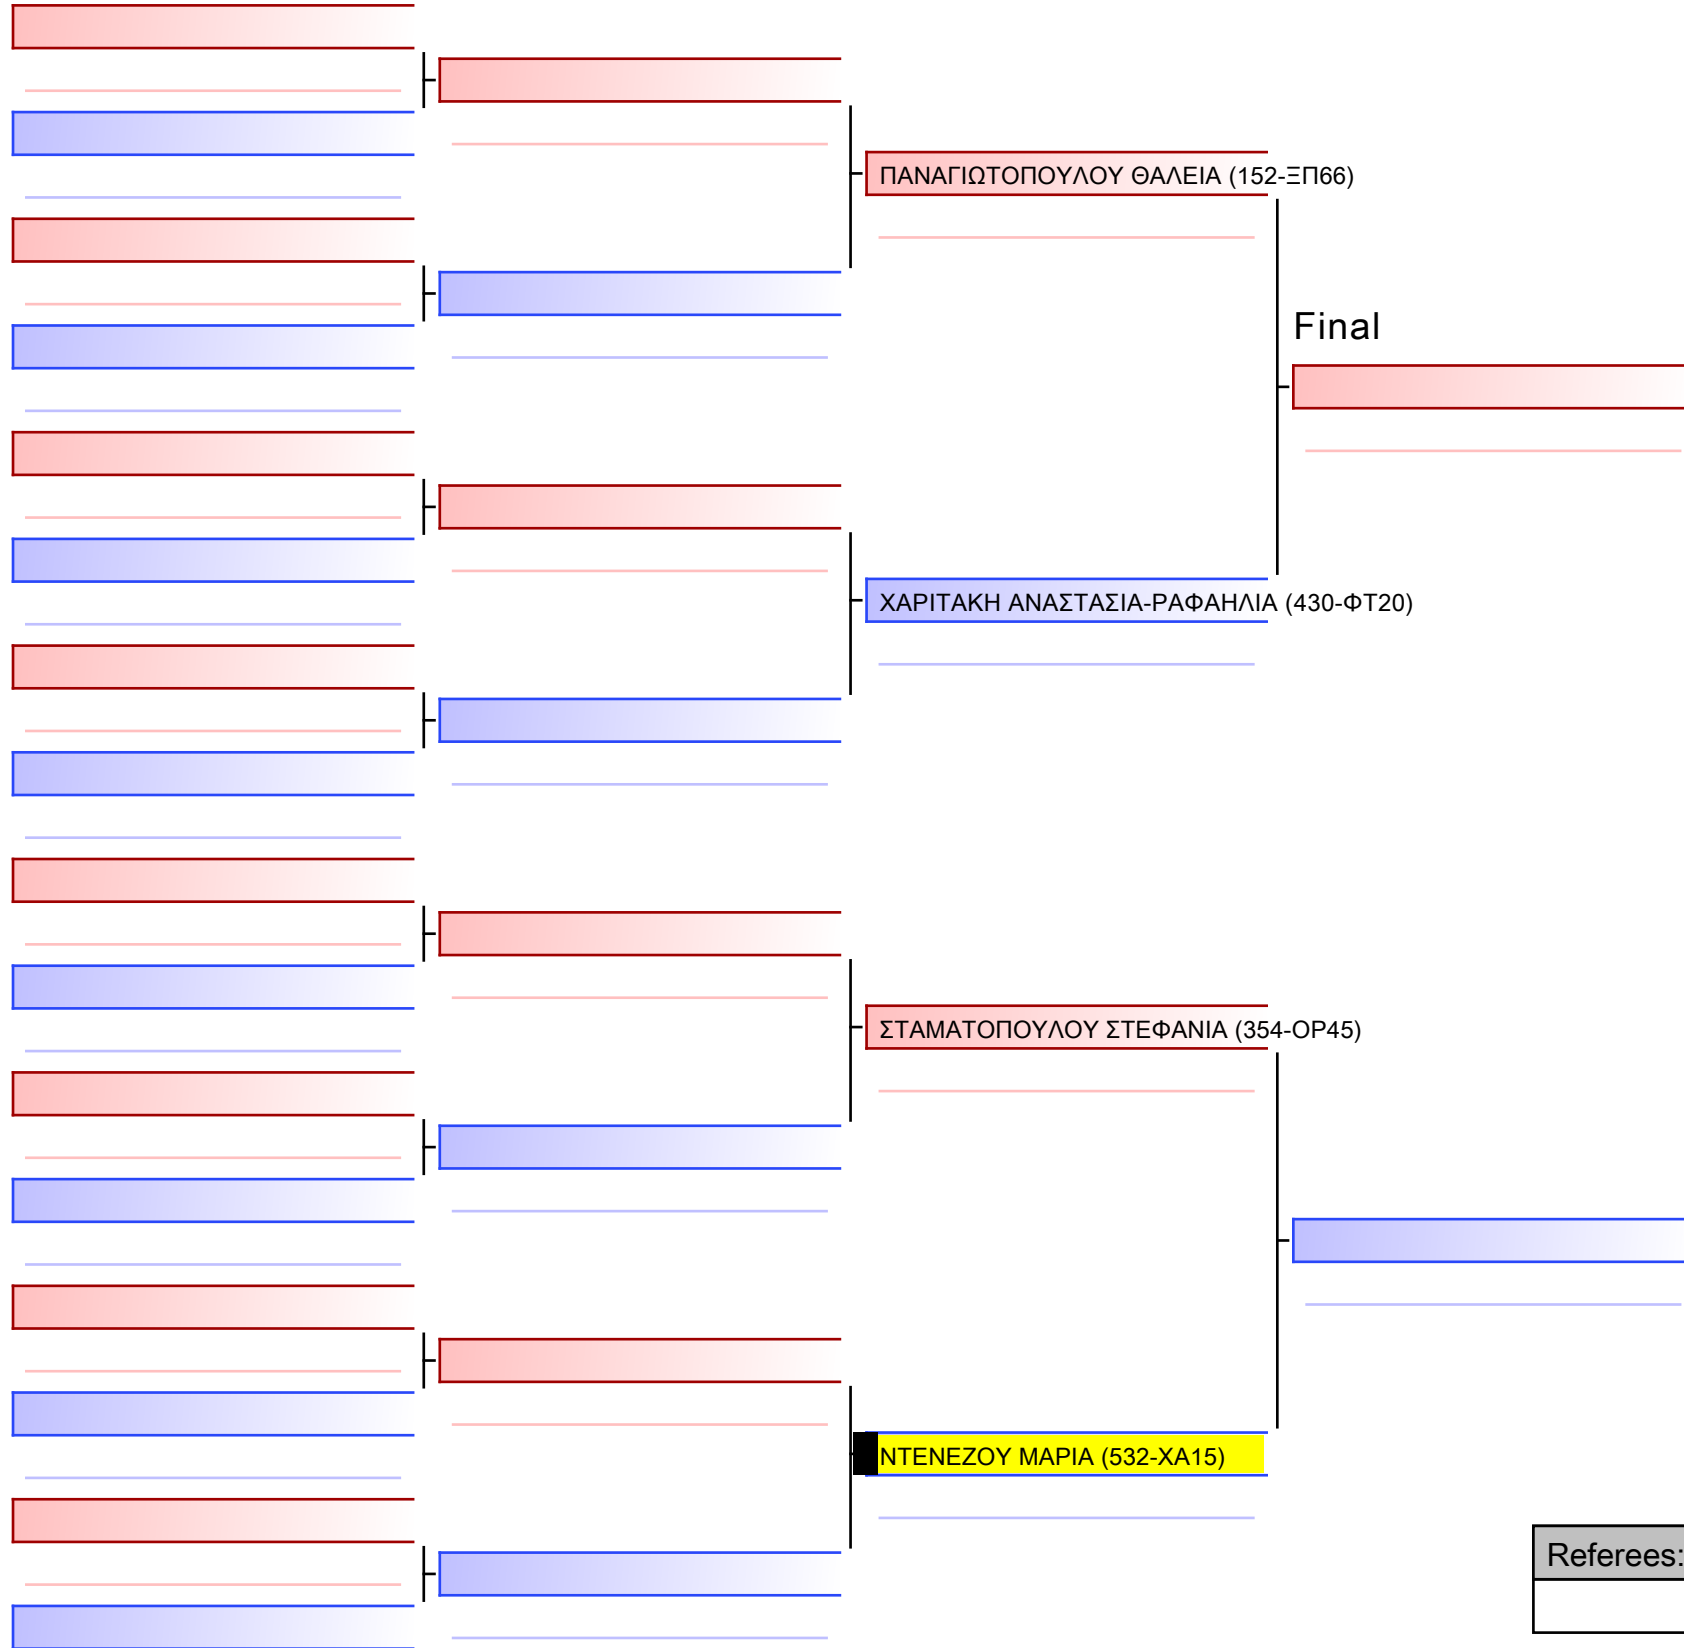 ΠΑΝΑΓΙΩΤΟΠΟΥΛΟΥ ΘΑΛΕΙΑ (152-ΞΠ66)
Final
ΧΑΡΙΤΑΚΗ ΑΝΑΣΤΑΣΙΑ-ΡΑΦΑΗΛΙΑ (430-ΦΤ20)
ΣΤΑΜΑΤΟΠΟΥΛΟΥ ΣΤΕΦΑΝΙΑ (354-ΟΡ45)
ΝΤΕΝΕΖΟΥ ΜΑΡΙΑ (532-ΧΑ15)
Referees: